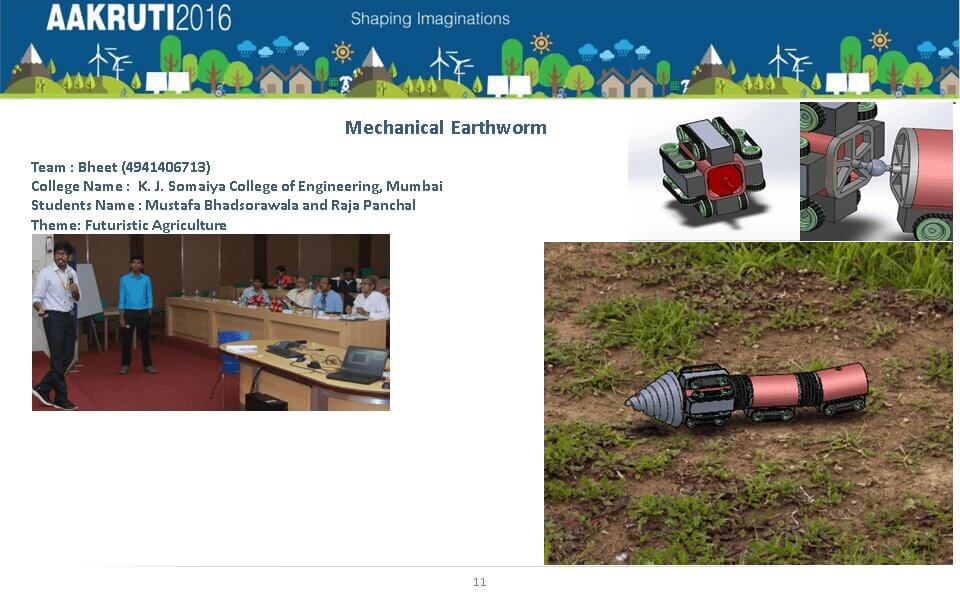 AAKRUTI2016
Shaping Imaginations
Mechanical Earthworm
Team : Bheet (4941406713)
College Name : K. J. Somaiya College of Engineering, Mumbai
Students Name : Mustafa Bhadsorawala and Raja Panchal
Theme: Futuristic Agriculture
11